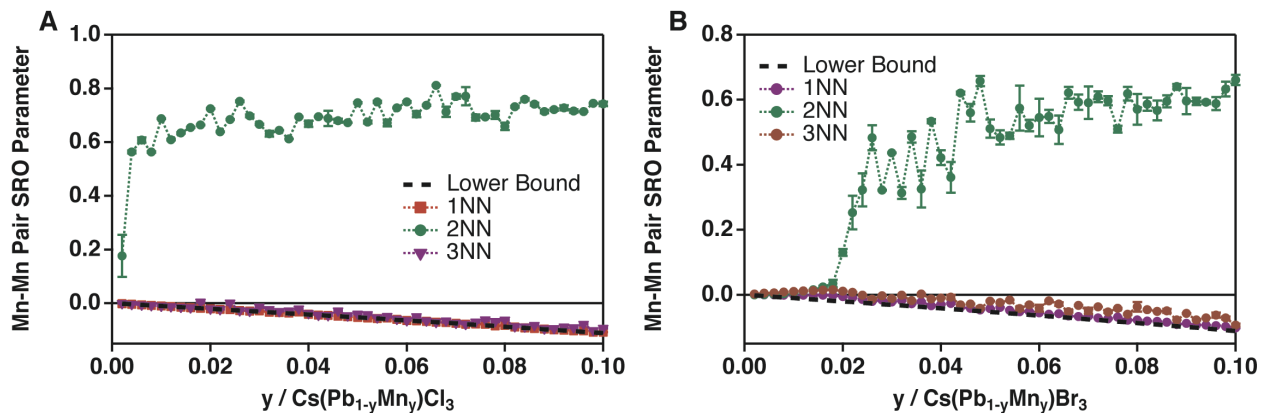 A
Mn-Mn Pair SRO Parameter
1.0
0.8
0.6
0.4
0.2
0.0
Lower Bound
1NN
2NN
3NN
0.00 0.02 0.04 0.06 0.08 0.10
y / Cs(Pb1-yMny)Cl3
B
Mn-Mn Pair SRO Parameter
0.8
0.6
0.4
0.2
0.0
Lower Bound
1NN
2NN
3NN
0.00 0.02 0.04 0.06 0.08 0.10
y / Cs(Pb1-yMny)Br3